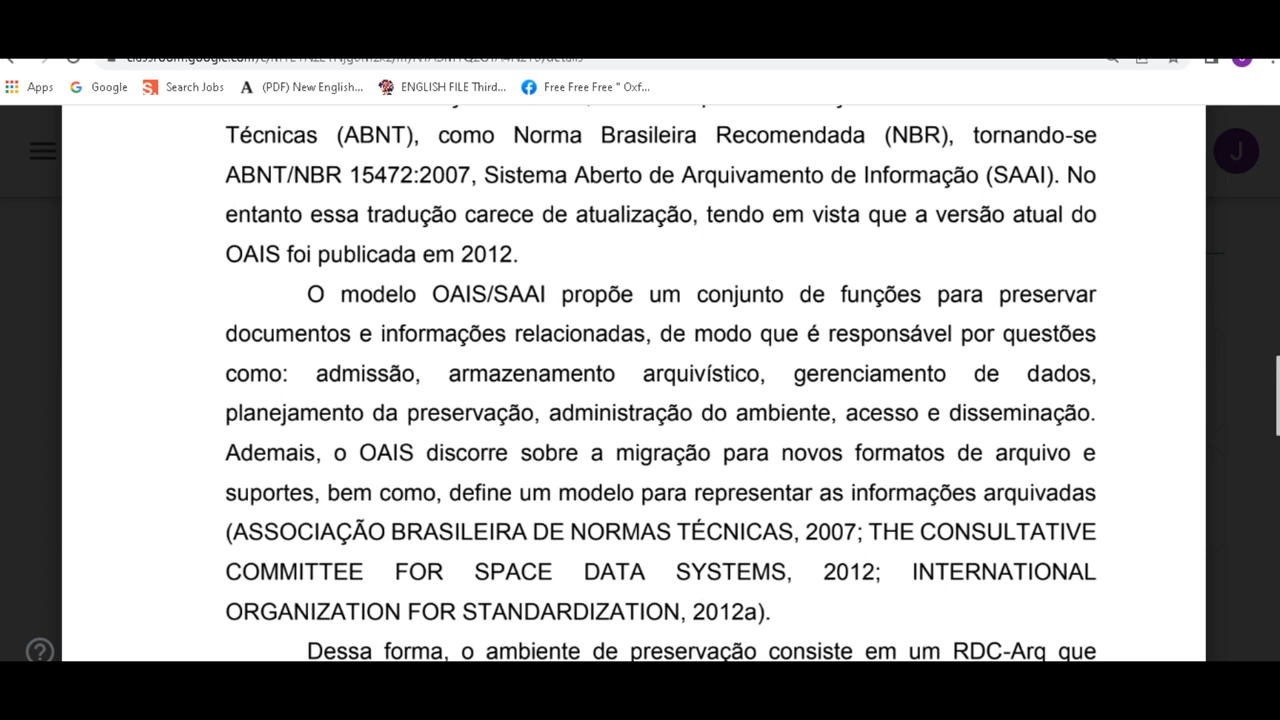 Apps Google Search Jobs (PDF) New English... ENGLISH FILE Third... Free Free Free " Oxf...
Técnicas (ABNT), como Norma Brasileira Recomendada (NBR), tornando-se
ABNT/NBR 15472:2007, Sistema Aberto de Arquivamento de Informação (SAAI). No
entanto essa tradução carece de atualização, tendo em vista que a versão atual do
OAIS foi publicada em 2012.
O modelo OAIS/SAAI propõe um conjunto de funções para preservar
documentos e informações relacionadas, de modo que é responsável por questões
como: admissão, armazenamento arquivístico, gerenciamento de dados,
planejamento da preservação, administração do ambiente, acesso e disseminação.
Ademais, o OAIS discorre sobre a migração para novos formatos de arquivo e
suportes, bem como, define um modelo para representar as informações arquivadas
(ASSOCIAÇÃO BRASILEIRA DE NORMAS TÉCNICAS, 2007; THE CONSULTATIVE
COMMITTEE FOR SPACE DATA SYSTEMS, 2012; INTERNATIONAL
ORGANIZATION FOR STANDARDIZATION, 2012a).
Dessa forma, o ambiente de preservação consiste em um RDC-Arq que
J